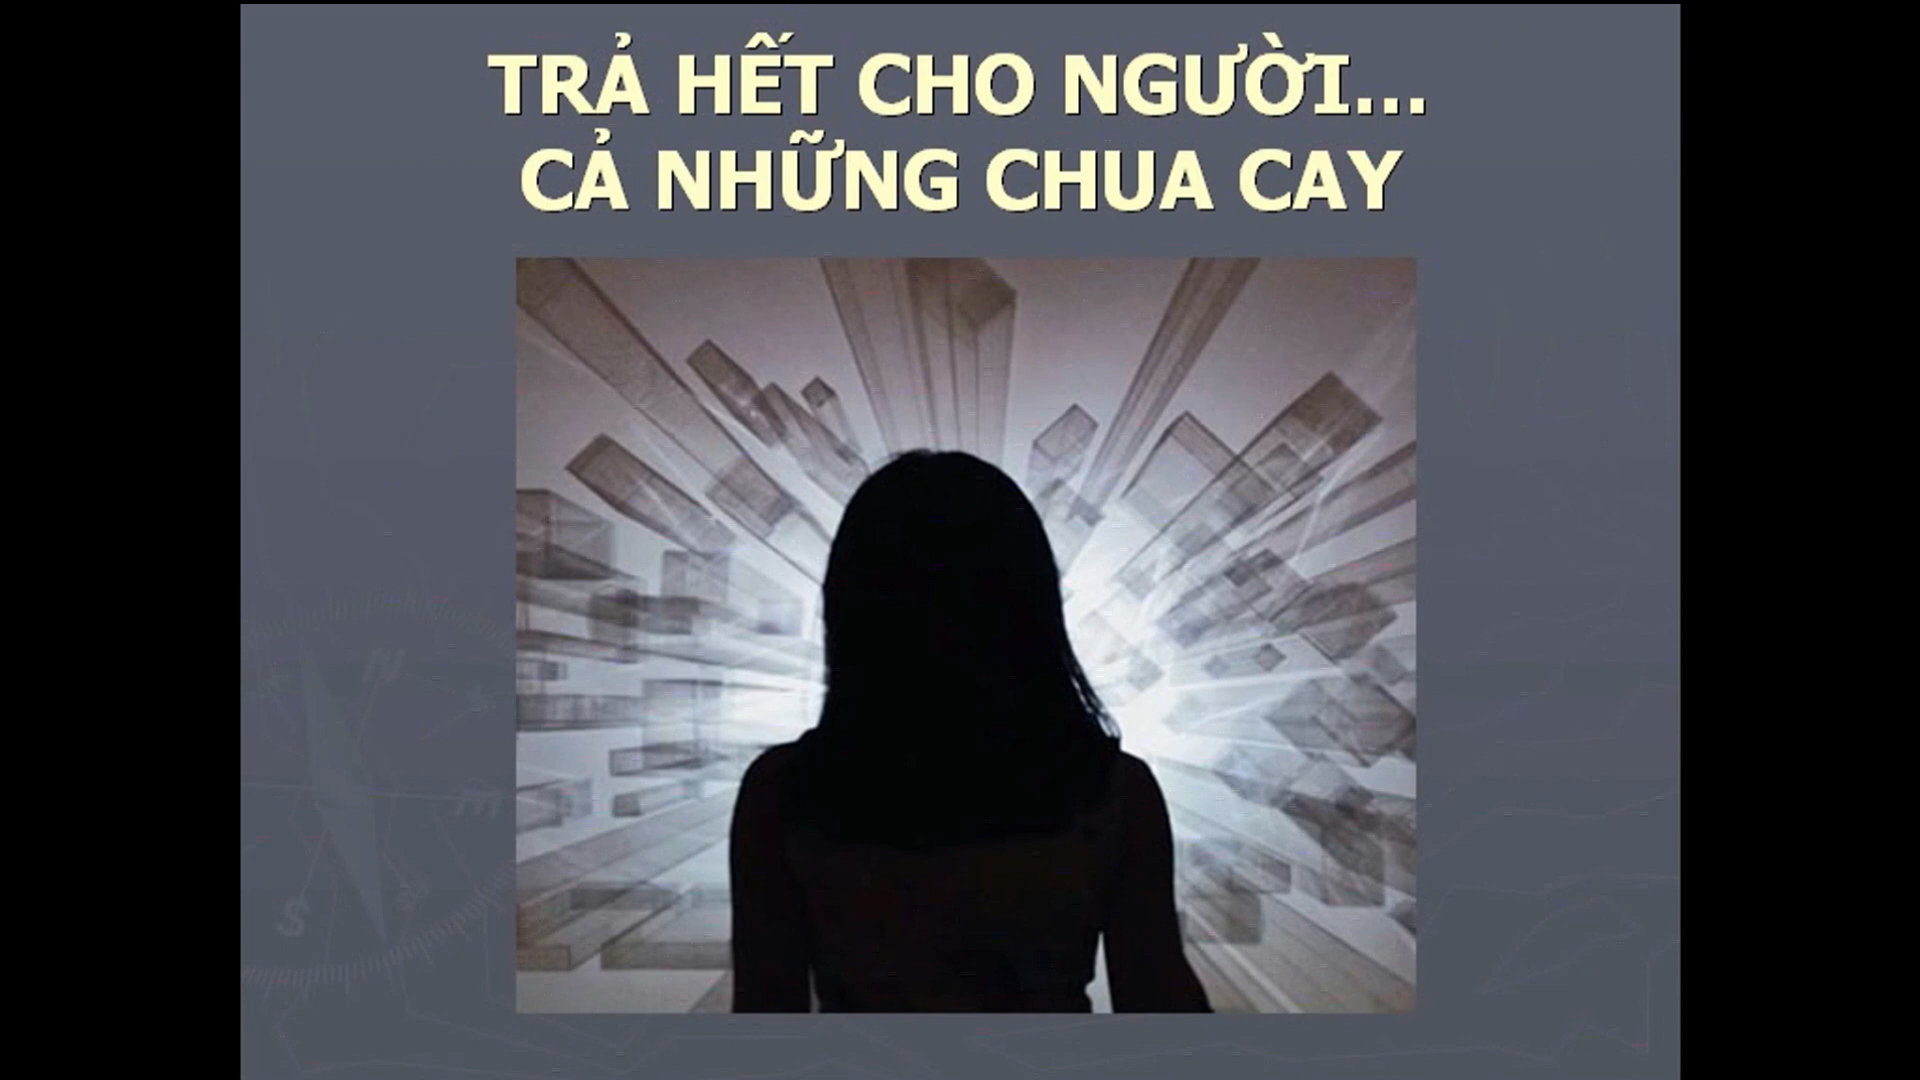 TRẢ HẾT CHO NGƯỜI...
CẢ NHỮNG CHUA CAY
N
S